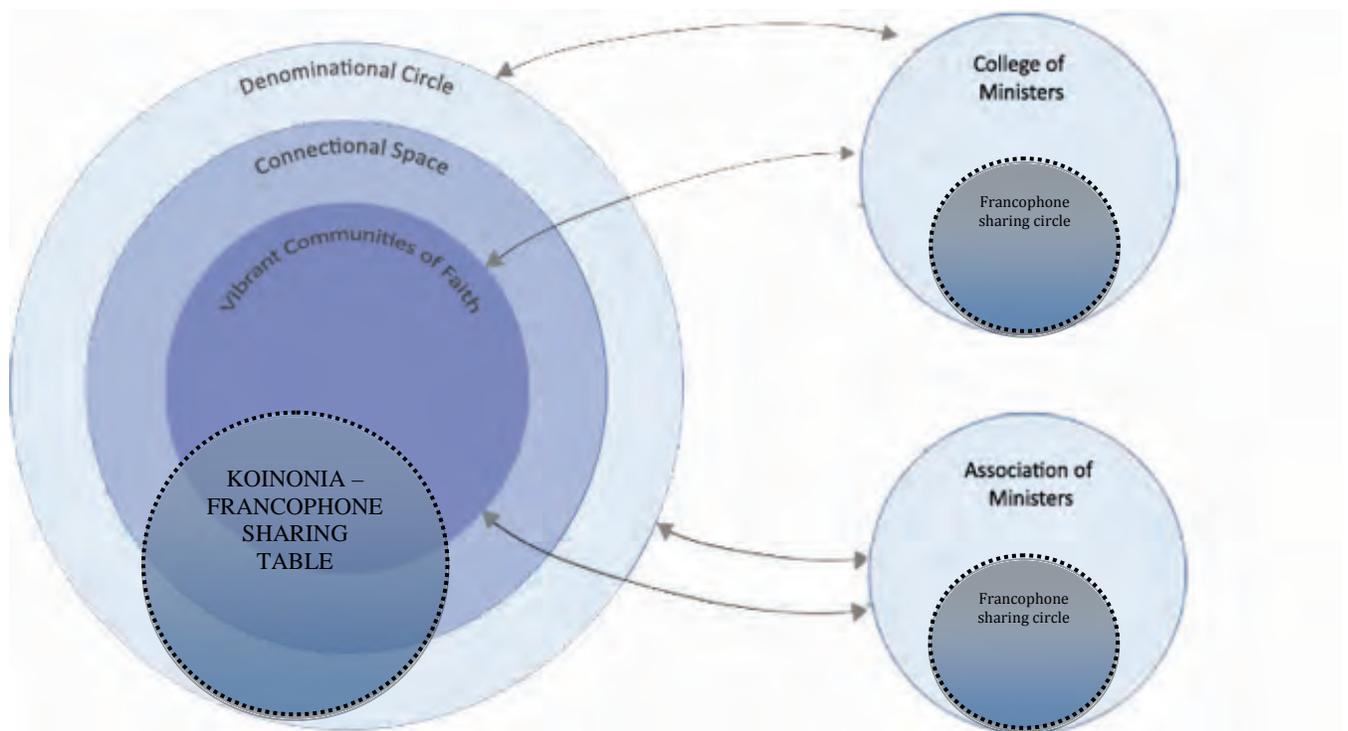 Denominational Circle
Connectional Space
Vibrant Communities of Faith
KOINONIA –
FRANCOPHONE
SHARING
TABLE
College of
Ministers
Francophone
sharing circle
Association of
Ministers
Francophone
sharing circle